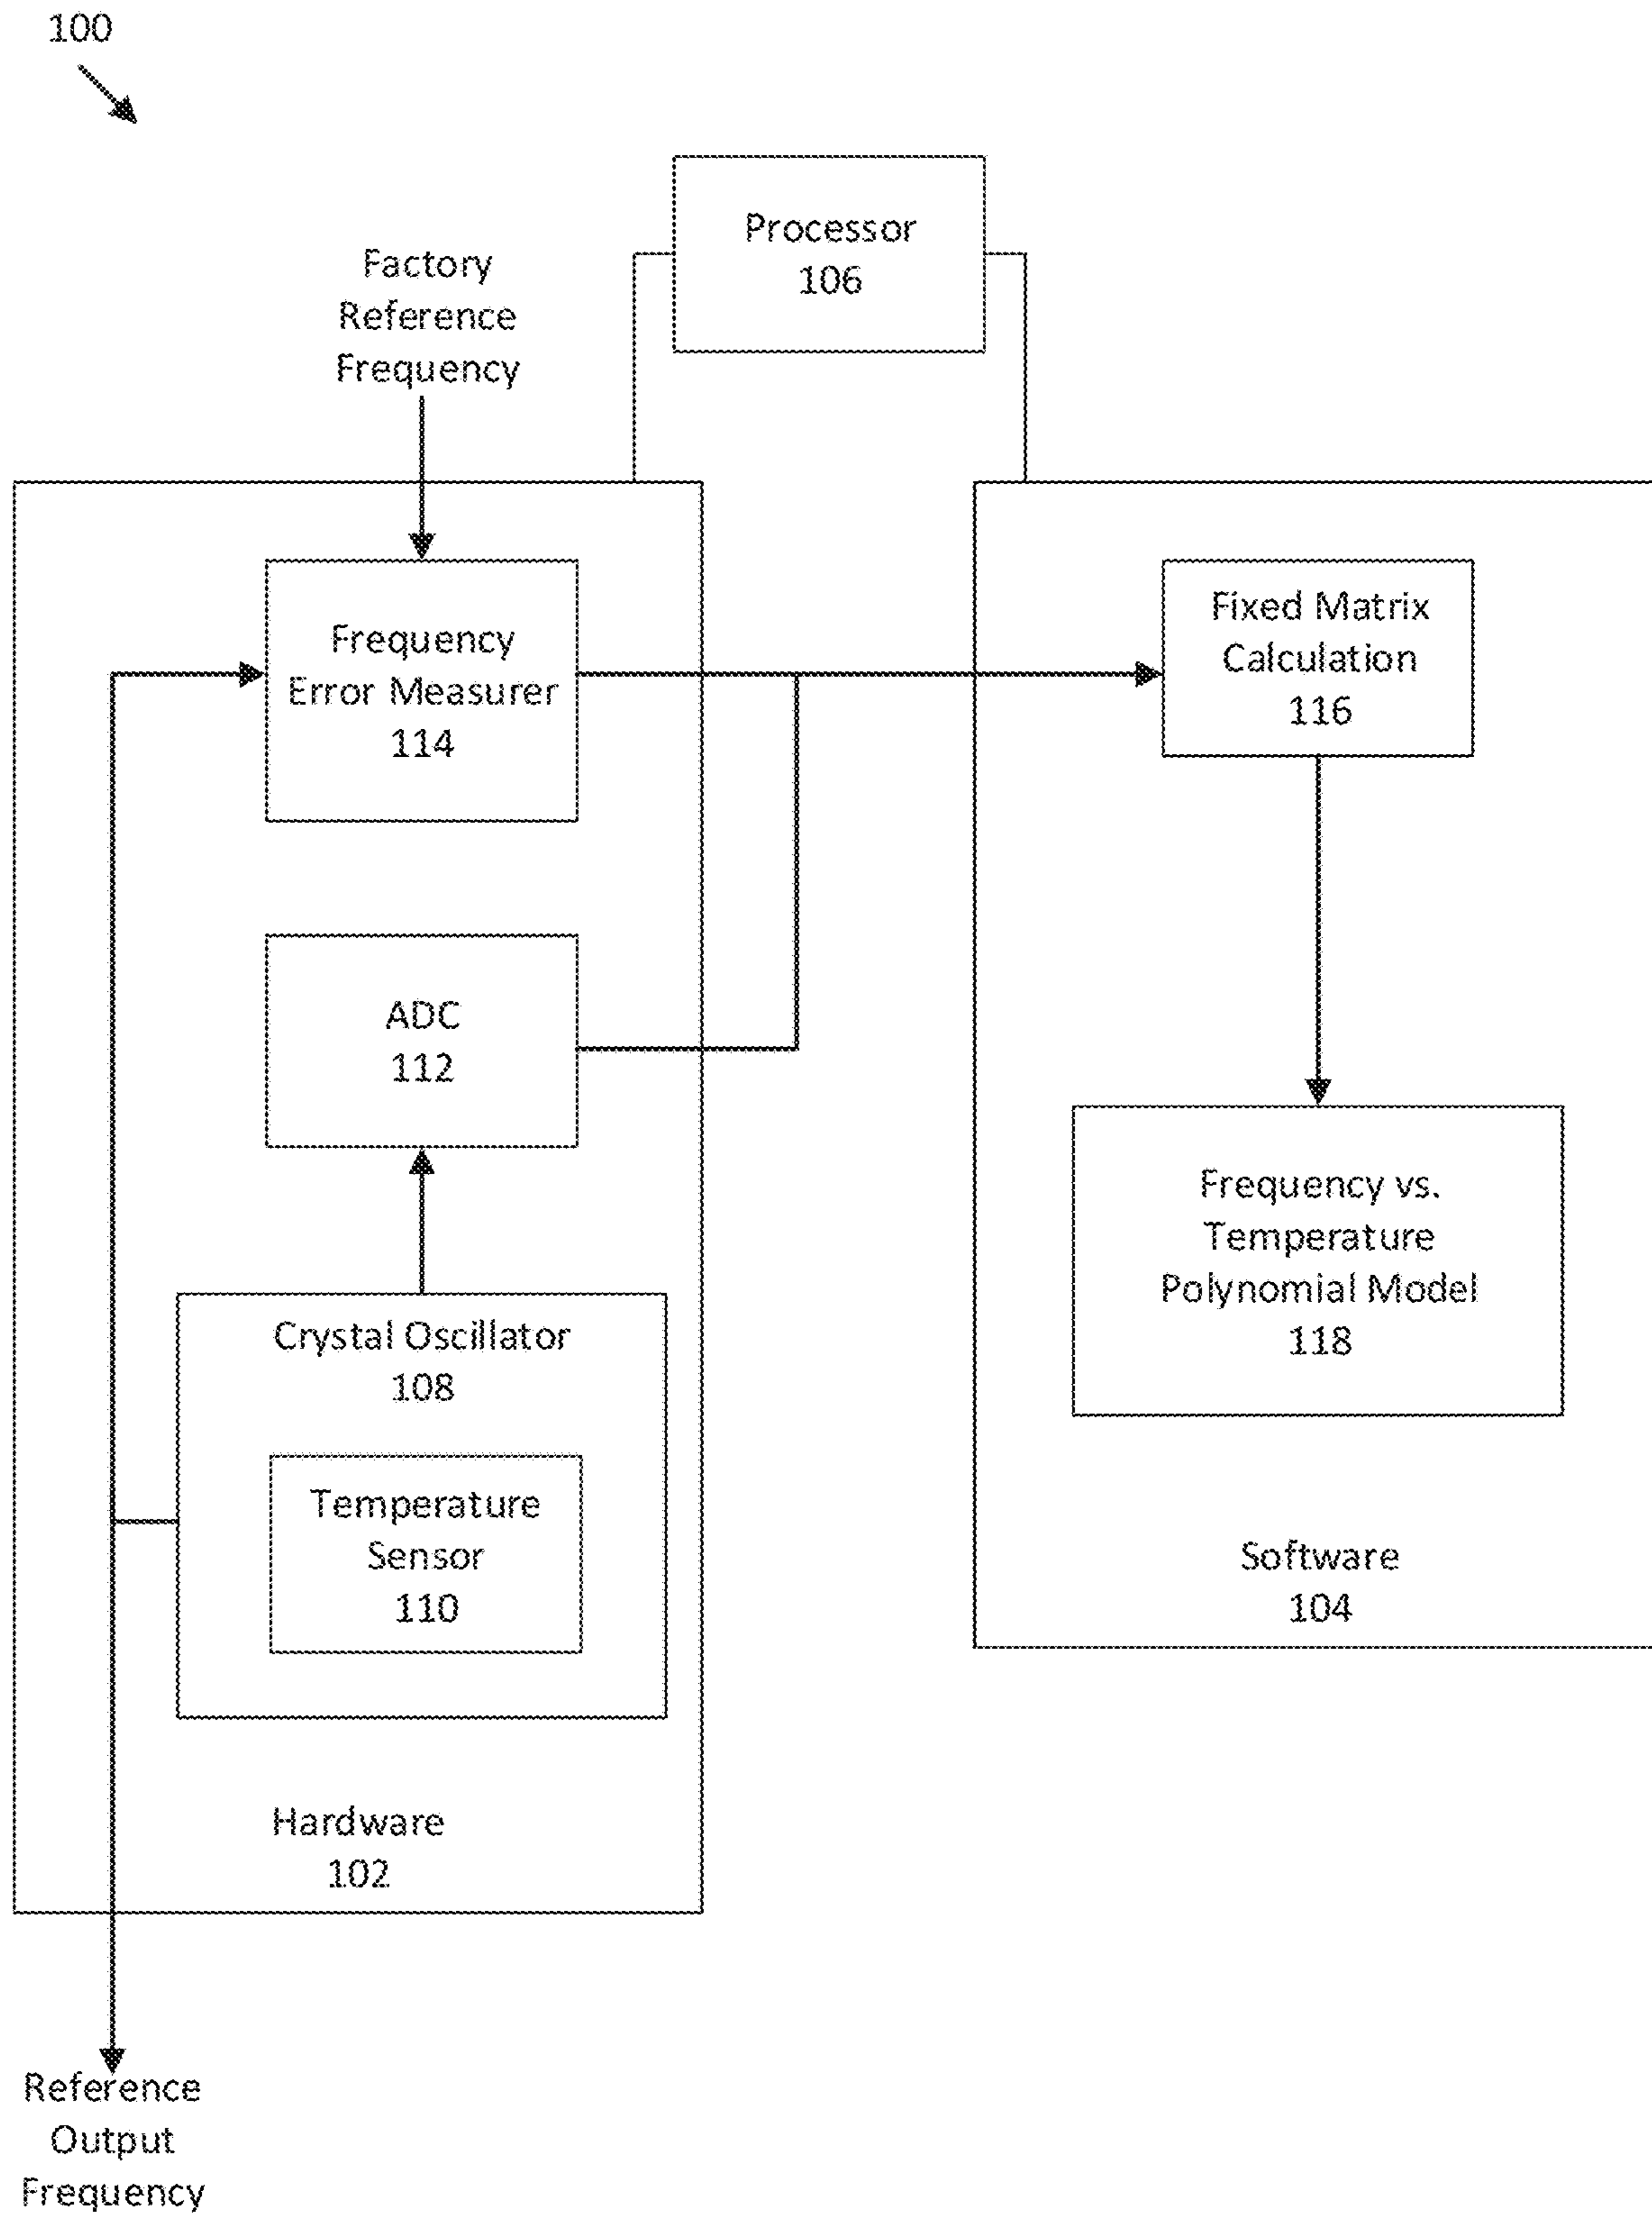 100
Processor
106
Factory
Reference
Frequency
Frequency
Error Measurer
114
Fixed Matrix
Calculation
116
ADC
112
Frequency vs.
Temperature
Polynomial Model
118
Crystal Oscillator
108
Temperature
Sensor
110
Software
104
Hardware
102
Reference
Output
Frequency